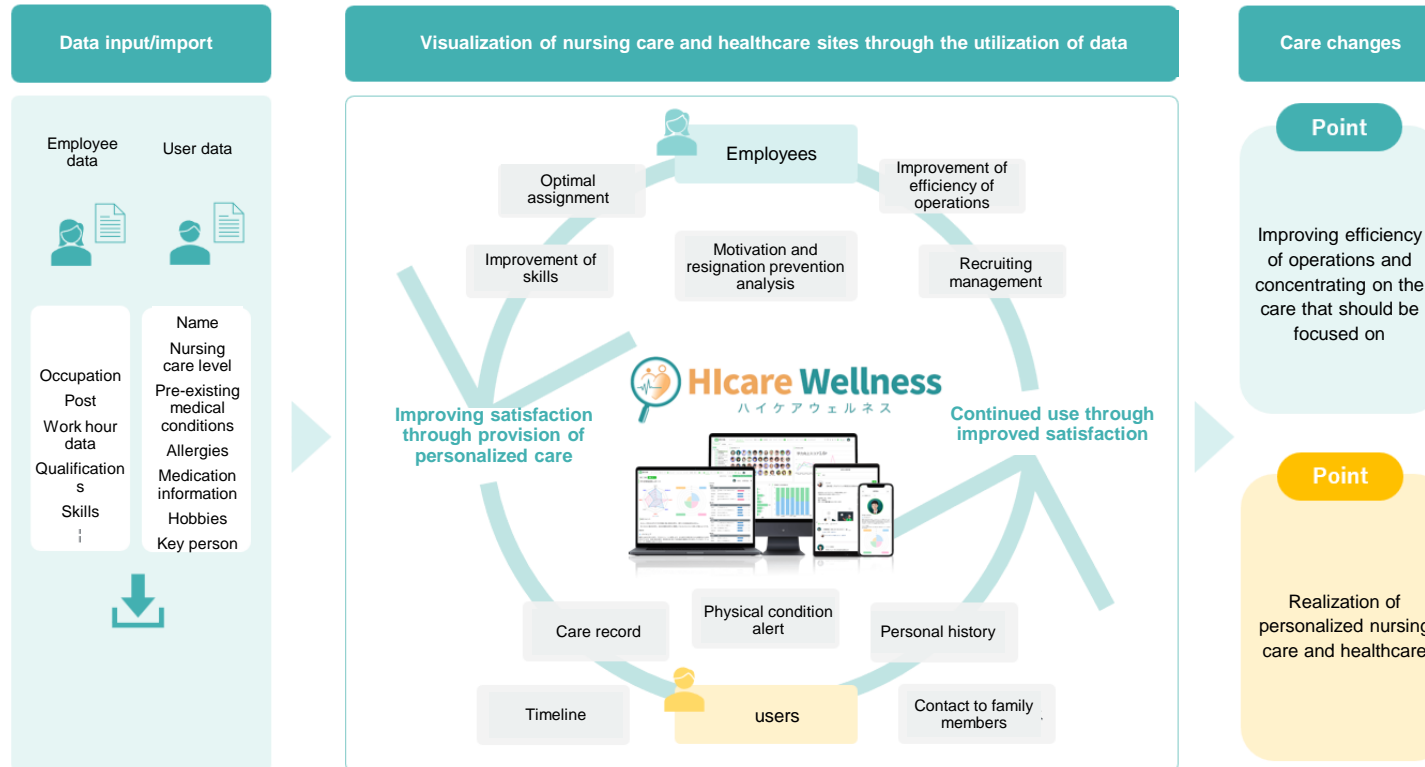 Data input/import
Employee
data
User data
Occupation
Post
Work hour
data
Qualification
s
Skills
¦
Name
Nursing
care level
Pre-existing
medical
conditions
Allergies
Medication
information
Hobbies
Key person
Visualization of nursing care and healthcare sites through the utilization of data
Employees
Optimal
assignment
Improvement of
efficiency of
operations
Improvement of
skills
Motivation and
resignation prevention
analysis
Recruiting
management
HIcare Wellness
ハイケアウェルネス
Improving satisfaction
through provision of
personalized care
Continued use through
improved satisfaction
Care record
Physical condition
alert
Personal history
Timeline
users
Contact to family
members
.
Care changes
Point
Improving efficiency
of operations and
concentrating on the
care that should be
focused on
Point
Realization of
personalized nursing
care and healthcare